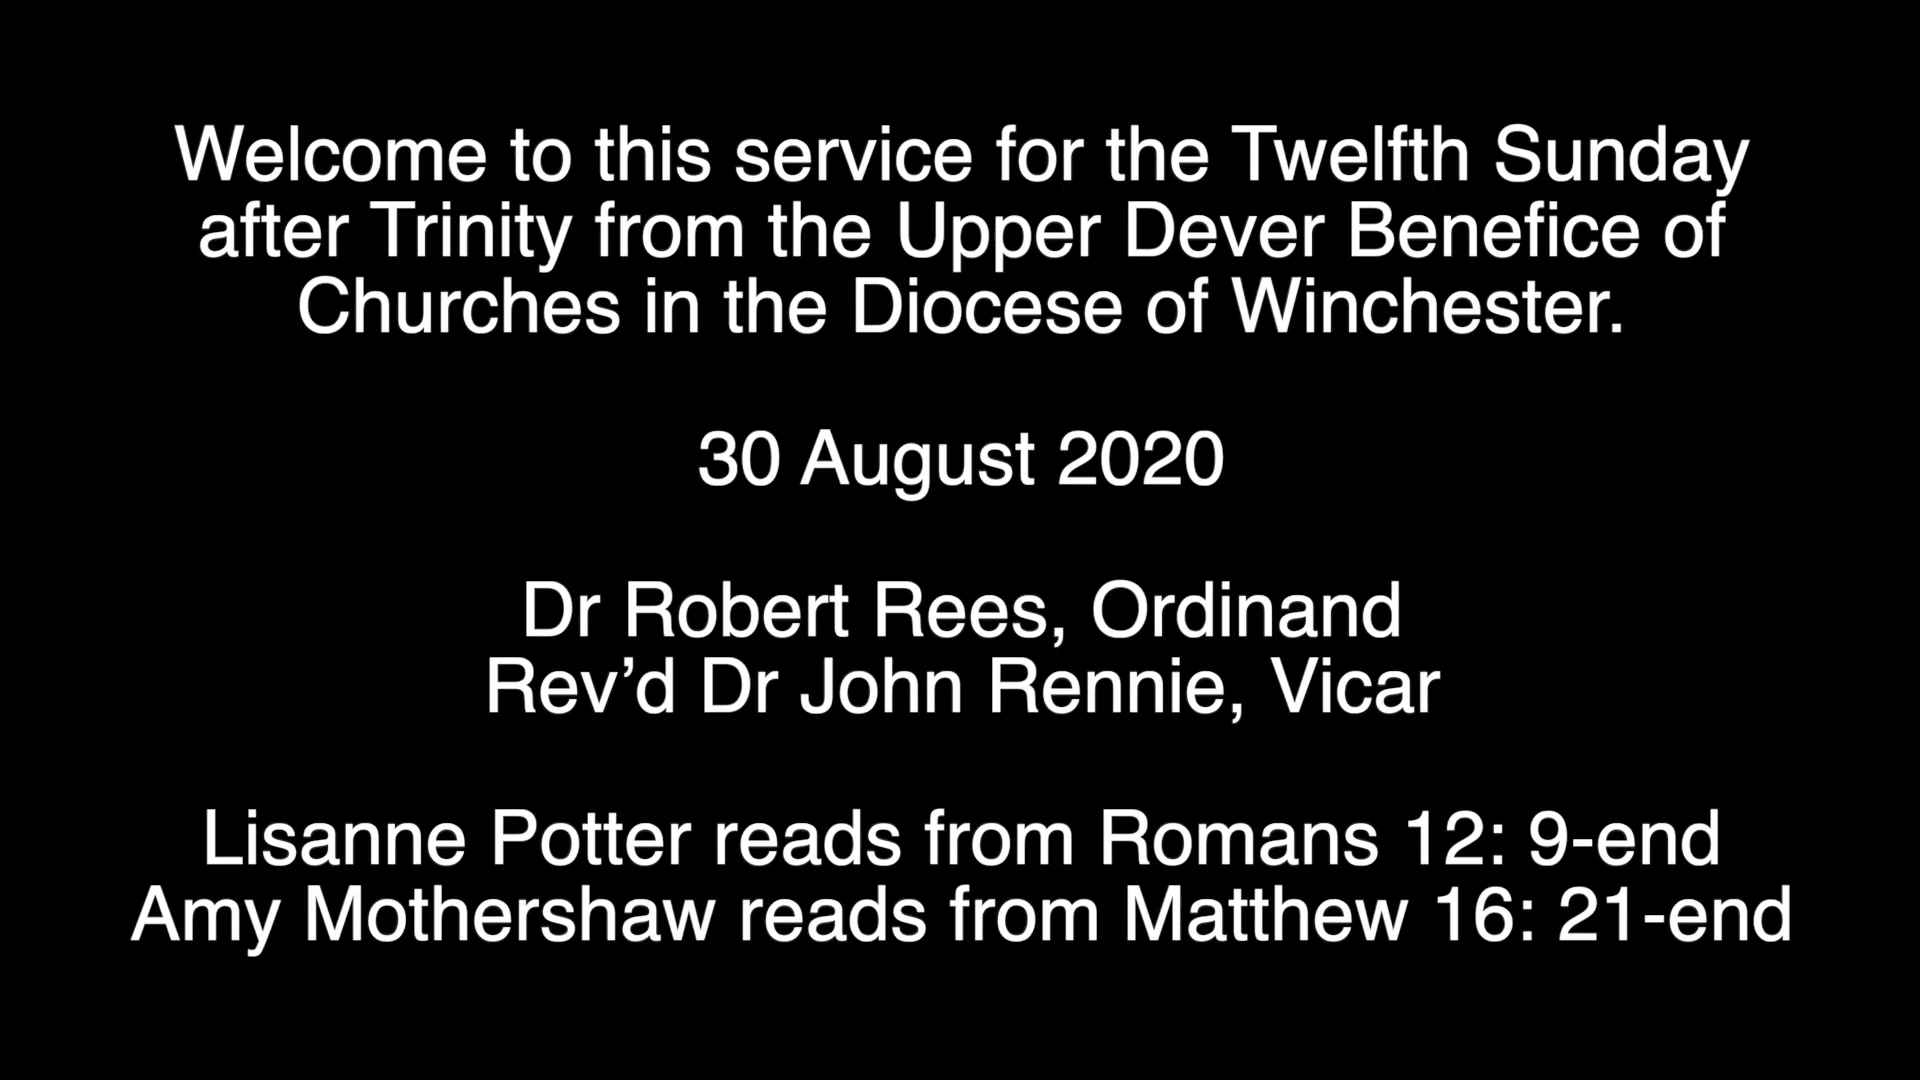 Welcome to this service for the Twelfth Sunday
after Trinity from the Upper Dever Benefice of
Churches in the Diocese of Winchester.
30 August 2020
Dr Robert Rees, Ordinand
Rev’d Dr John Rennie, Vicar
Lisanne Potter reads from Romans 12: 9-end
Amy Mothershaw reads from Matthew 16: 21-end